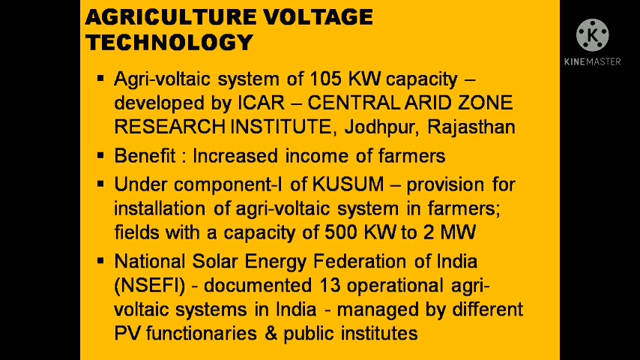 AGRICULTURE VOLTAGE
TECHNOLOGY
▪ Agri-voltaic system of 105 KW capacity –
developed by ICAR – CENTRAL ARID ZONE
RESEARCH INSTITUTE, Jodhpur, Rajasthan
▪ Benefit : Increased income of farmers
▪ Under component-I of KUSUM – provision for
installation of agri-voltaic system in farmers;
fields with a capacity of 500 KW to 2 MW
▪ National Solar Energy Federation of India
(NSEFI) - documented 13 operational agri-
voltaic systems in India - managed by different
PV functionaries & public institutes
K
KINEMASTER